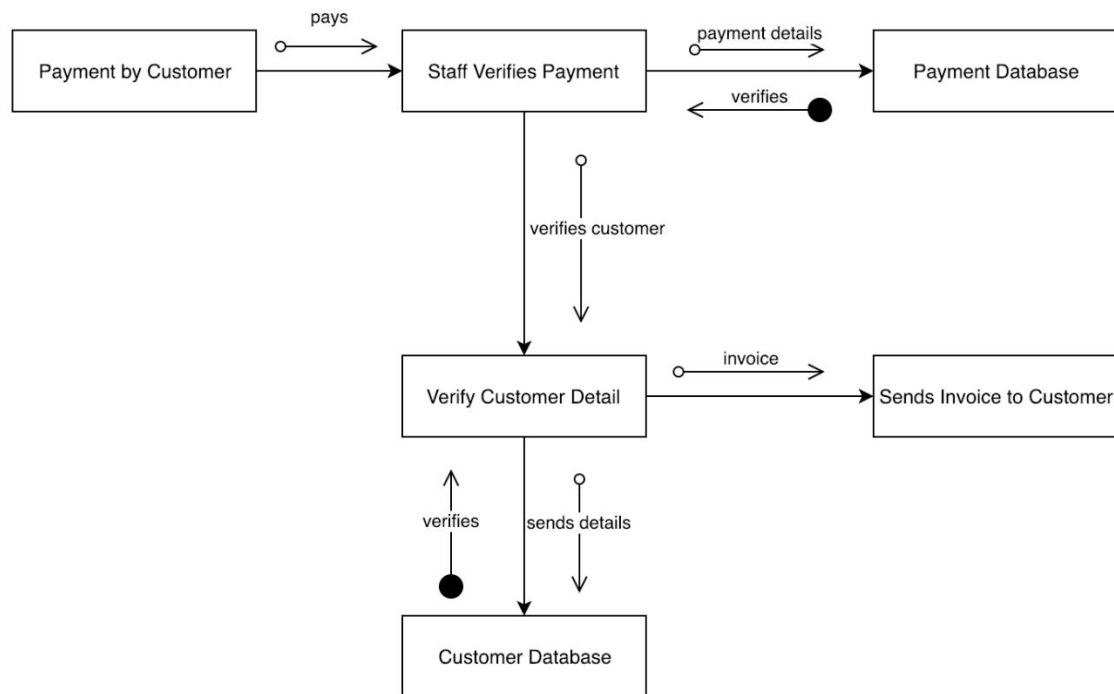 pays
payment details
Payment by Customer
Staff Verifies Payment
Payment Database
verifies
verifies customer
invoice
Verify Customer Detail
Sends Invoice to Customer
verifies
sends details
Customer Database